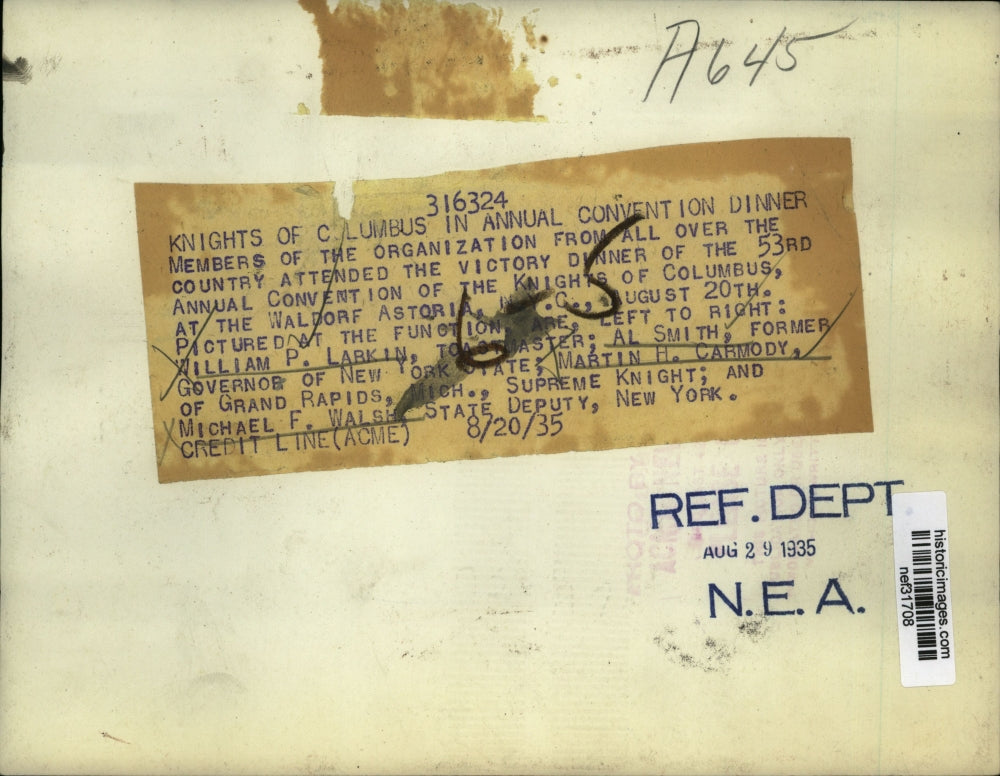 A645
316324
KNIGHTS OF C LUMBUS IN ANNUAL CONVENTION DINNER
MEMBERS OF THE ORGANIZATION FROM ALL OVER THE
COUNTRY ATTENDED THE VICTORY DINNER OF THE 53RD
ANNUAL CONVENTION OF THE KNIGHTS OF COLUMBUS,
AT THE WALDORF ASTORIA, N. .C., UGUST 20TH.
PICTURED AT THE FUNCTION ARE, LEFT TO RIGHT:
WILLIAM P. LARKIN, TOASTMASTER; AL SMITH, FORMER
GOVERNOR OF NEW YORK STATE; MARTIN H. CARMODY,
OF GRAND RAPIDS, MICH., SUPREME KNIGHT; AND
MICHAEL F. WALSH STATE DEPUTY, NEW YORK.
CREDIT LINE(ACME) 8/20/35
REF. DEPT.
AUG 29 1935
N.E.A.
historicimages.com
nef31708